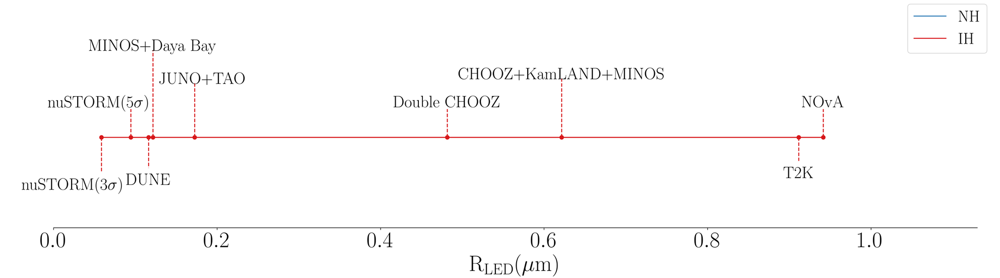 NH
IH
MINOS+Daya Bay
JUNO+TAO
CHOOZ+KamLAND+MINOS
nuSTORM(5σ)
Double CHOOZ
NOvA
nuSTORM(3σ)
DUNE
T2K
0.0 0.2 0.4 0.6 0.8 1.0
R_LED(μm)